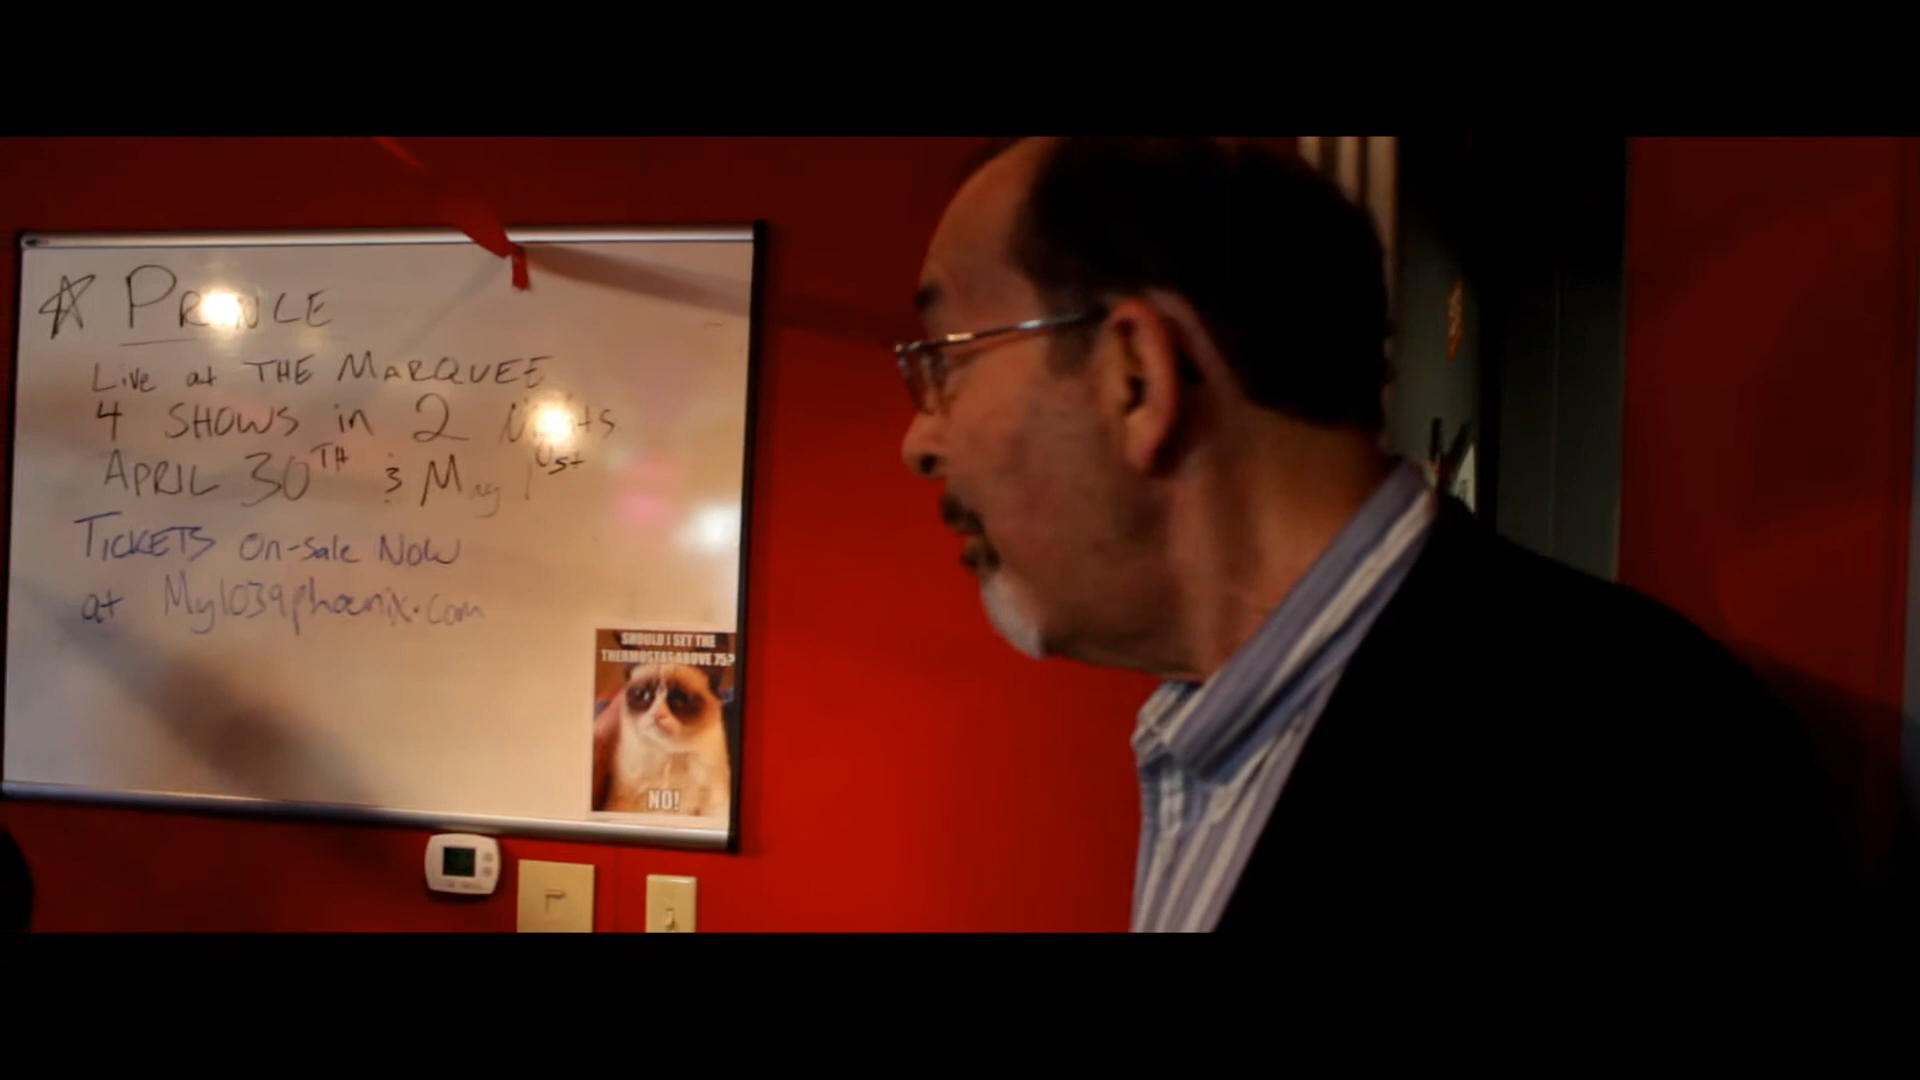 ☆ PRINCE
Live at THE MARQUEE
4 SHOWS in 2 Nights
APRIL 30TH & May 1st
TICKETS on-sale Now
at My1039phoenix.com
SHOULD I SET THE
THERMOSTAT ABOVE 75?
NO!